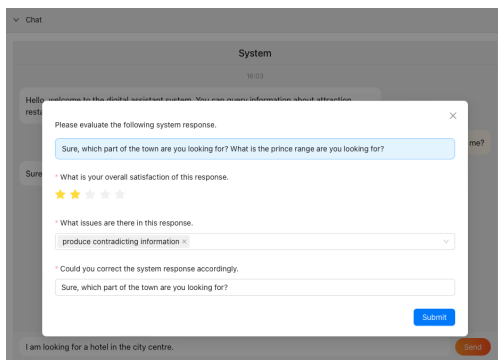 Chat
System
16:03
Hello, welcome to the digital assistant system. You can query information about attraction
resta
me?
Sure
Please evaluate the following system response.
Sure, which part of the town are you looking for? What is the prince range are you looking for?
* What is your overall satisfaction of this response.
* What issues are there in this response.
produce contradicting information ×
* Could you correct the system response accordingly.
Sure, which part of the town are you looking for?
Submit
I am looking for a hotel in the city centre.
Send